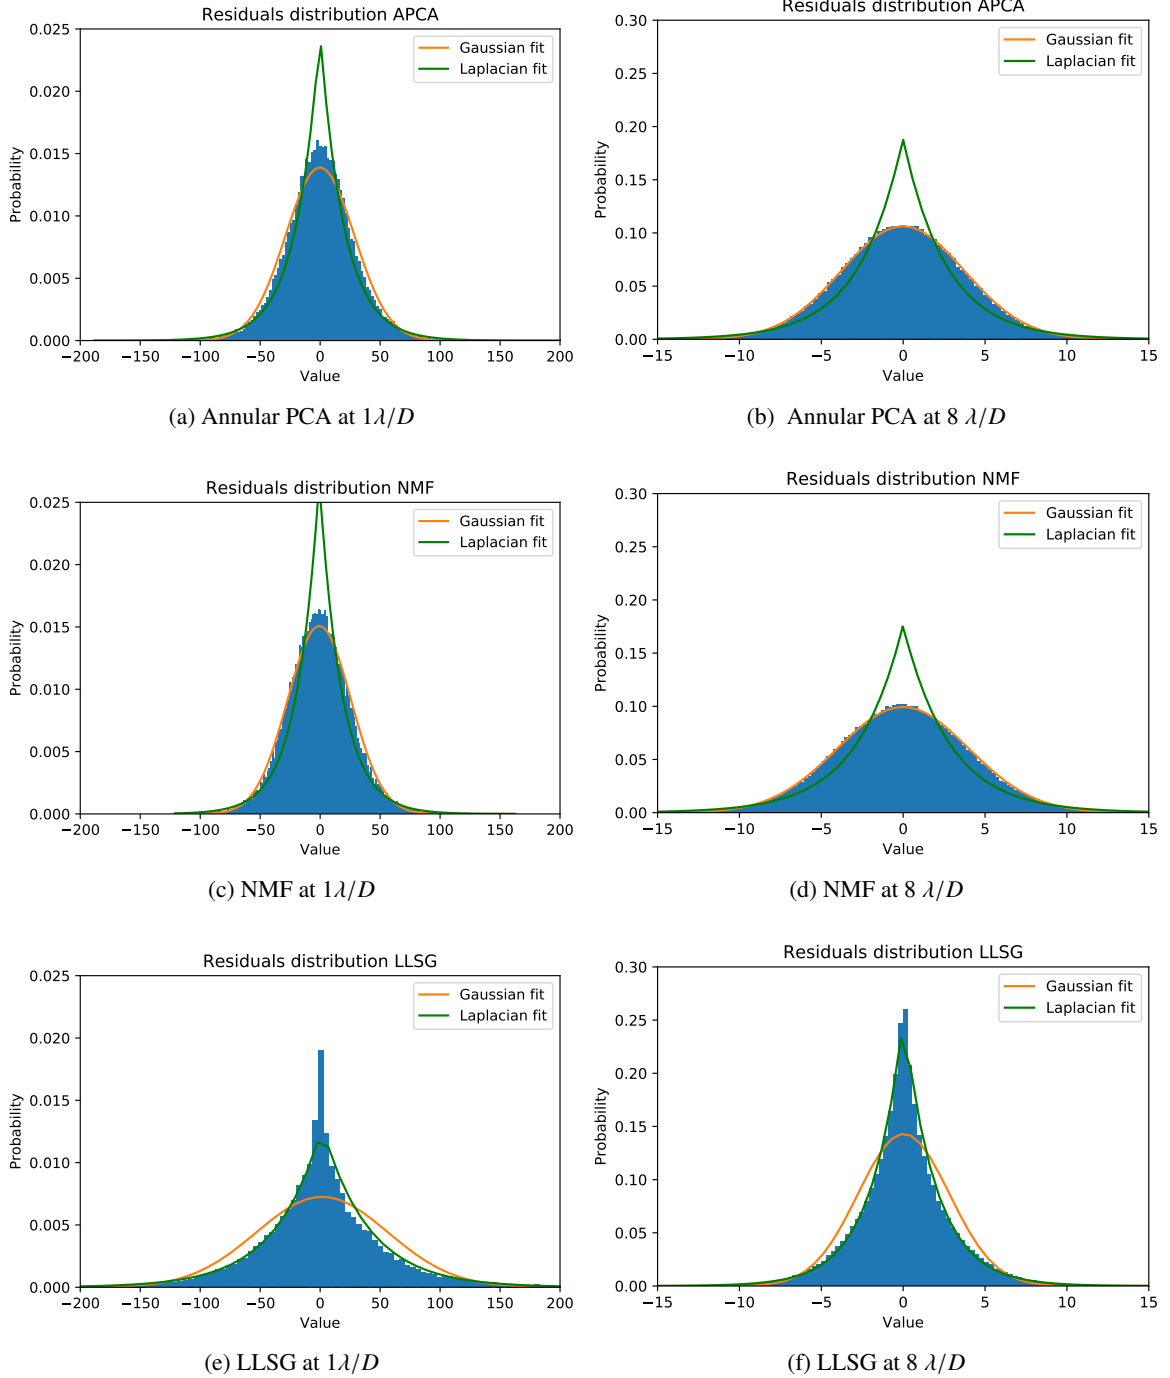 Residuals distribution APCA
Gaussian fit
Laplacian fit
Probability
0.025
0.020
0.015
0.010
0.005
0.000
−200 −150 −100 −50 0 50 100 150 200
Value
(a) Annular PCA at 1λ/D
Residuals distribution APCA
Gaussian fit
Laplacian fit
Probability
0.30
0.25
0.20
0.15
0.10
0.05
0.00
−15 −10 −5 0 5 10 15
Value
(b) Annular PCA at 8 λ/D
Residuals distribution NMF
Gaussian fit
Laplacian fit
Probability
0.025
0.020
0.015
0.010
0.005
0.000
−200 −150 −100 −50 0 50 100 150 200
Value
(c) NMF at 1λ/D
Residuals distribution NMF
Gaussian fit
Laplacian fit
Probability
0.30
0.25
0.20
0.15
0.10
0.05
0.00
−15 −10 −5 0 5 10 15
Value
(d) NMF at 8 λ/D
Residuals distribution LLSG
Gaussian fit
Laplacian fit
Probability
0.025
0.020
0.015
0.010
0.005
0.000
−200 −150 −100 −50 0 50 100 150 200
Value
(e) LLSG at 1λ/D
Residuals distribution LLSG
Gaussian fit
Laplacian fit
Probability
0.30
0.25
0.20
0.15
0.10
0.05
0.00
−15 −10 −5 0 5 10 15
Value
(f) LLSG at 8 λ/D